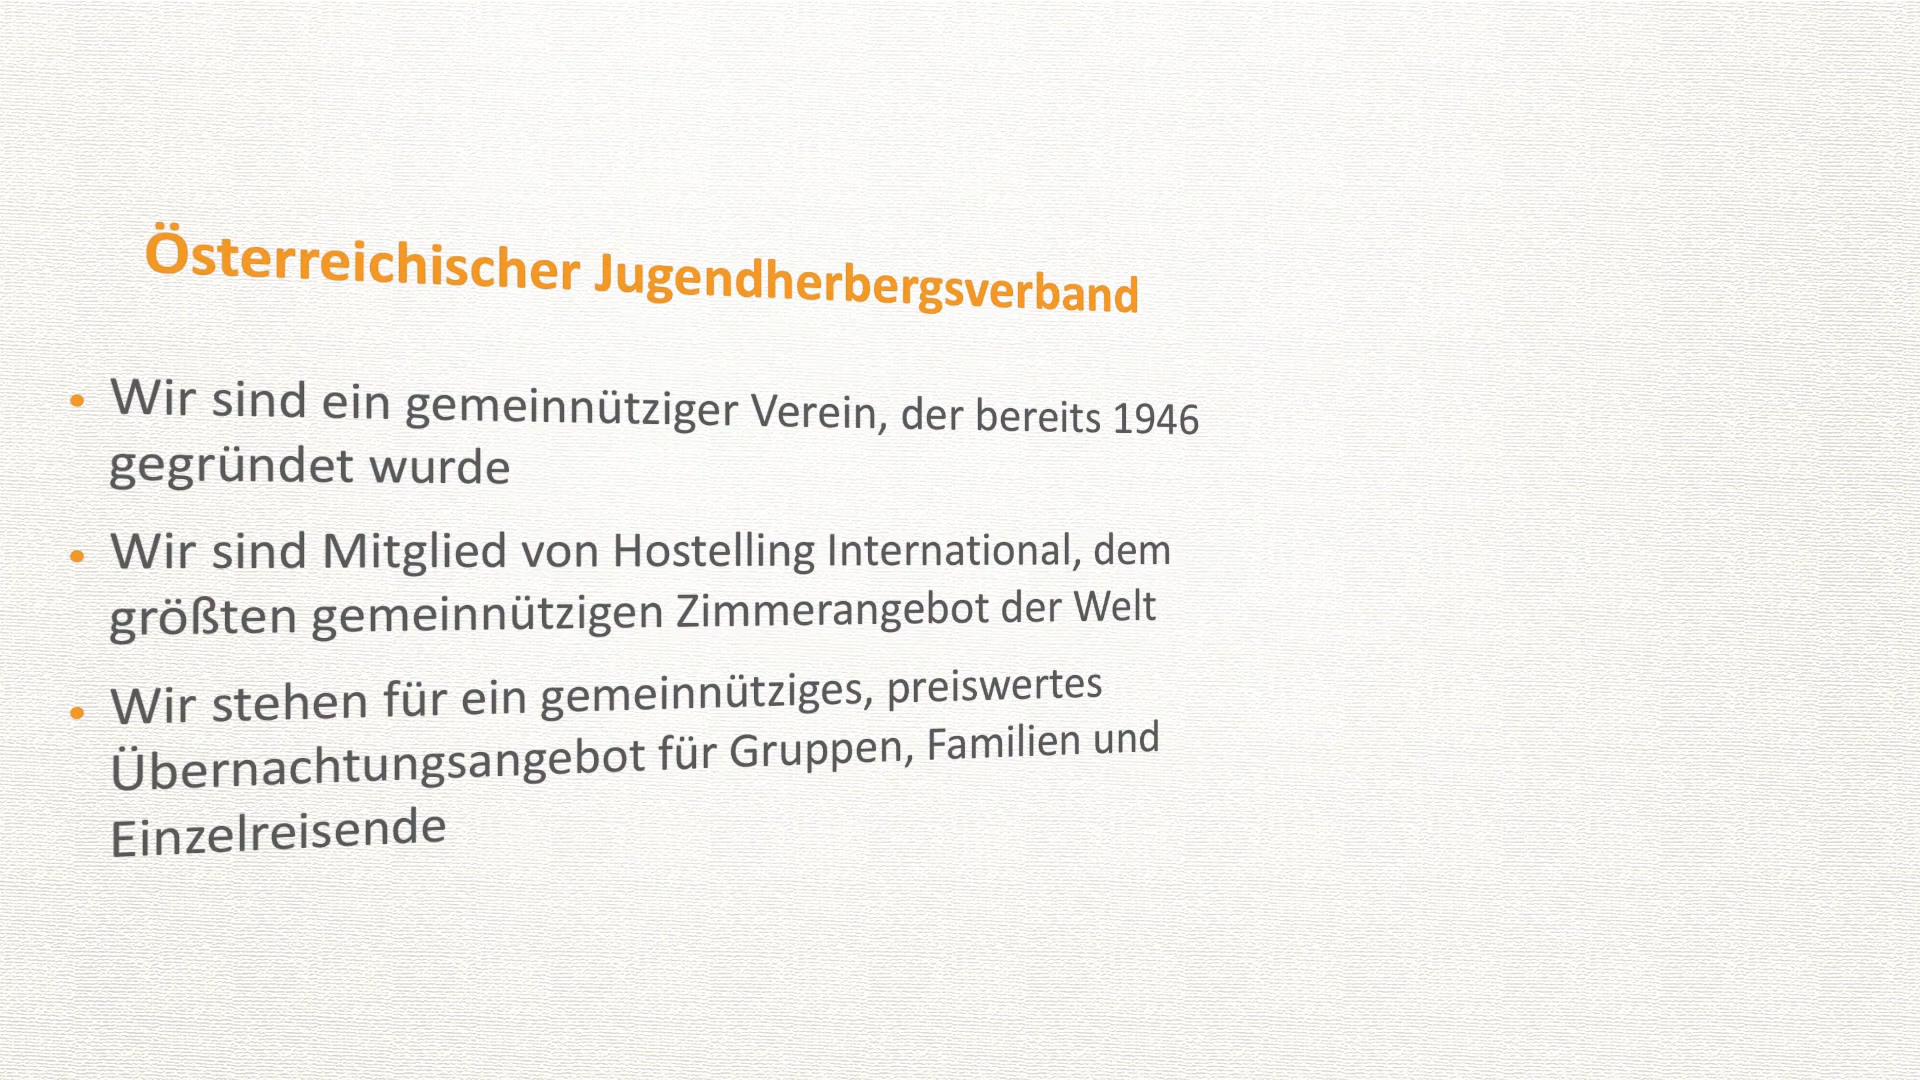 Österreichischer Jugendherbergsverband
• Wir sind ein gemeinnütziger Verein, der bereits 1946
gegründet wurde
• Wir sind Mitglied von Hostelling International, dem
größten gemeinnützigen Zimmerangebot der Welt
• Wir stehen für ein gemeinnütziges, preiswertes
Übernachtungsangebot für Gruppen, Familien und
Einzelreisende